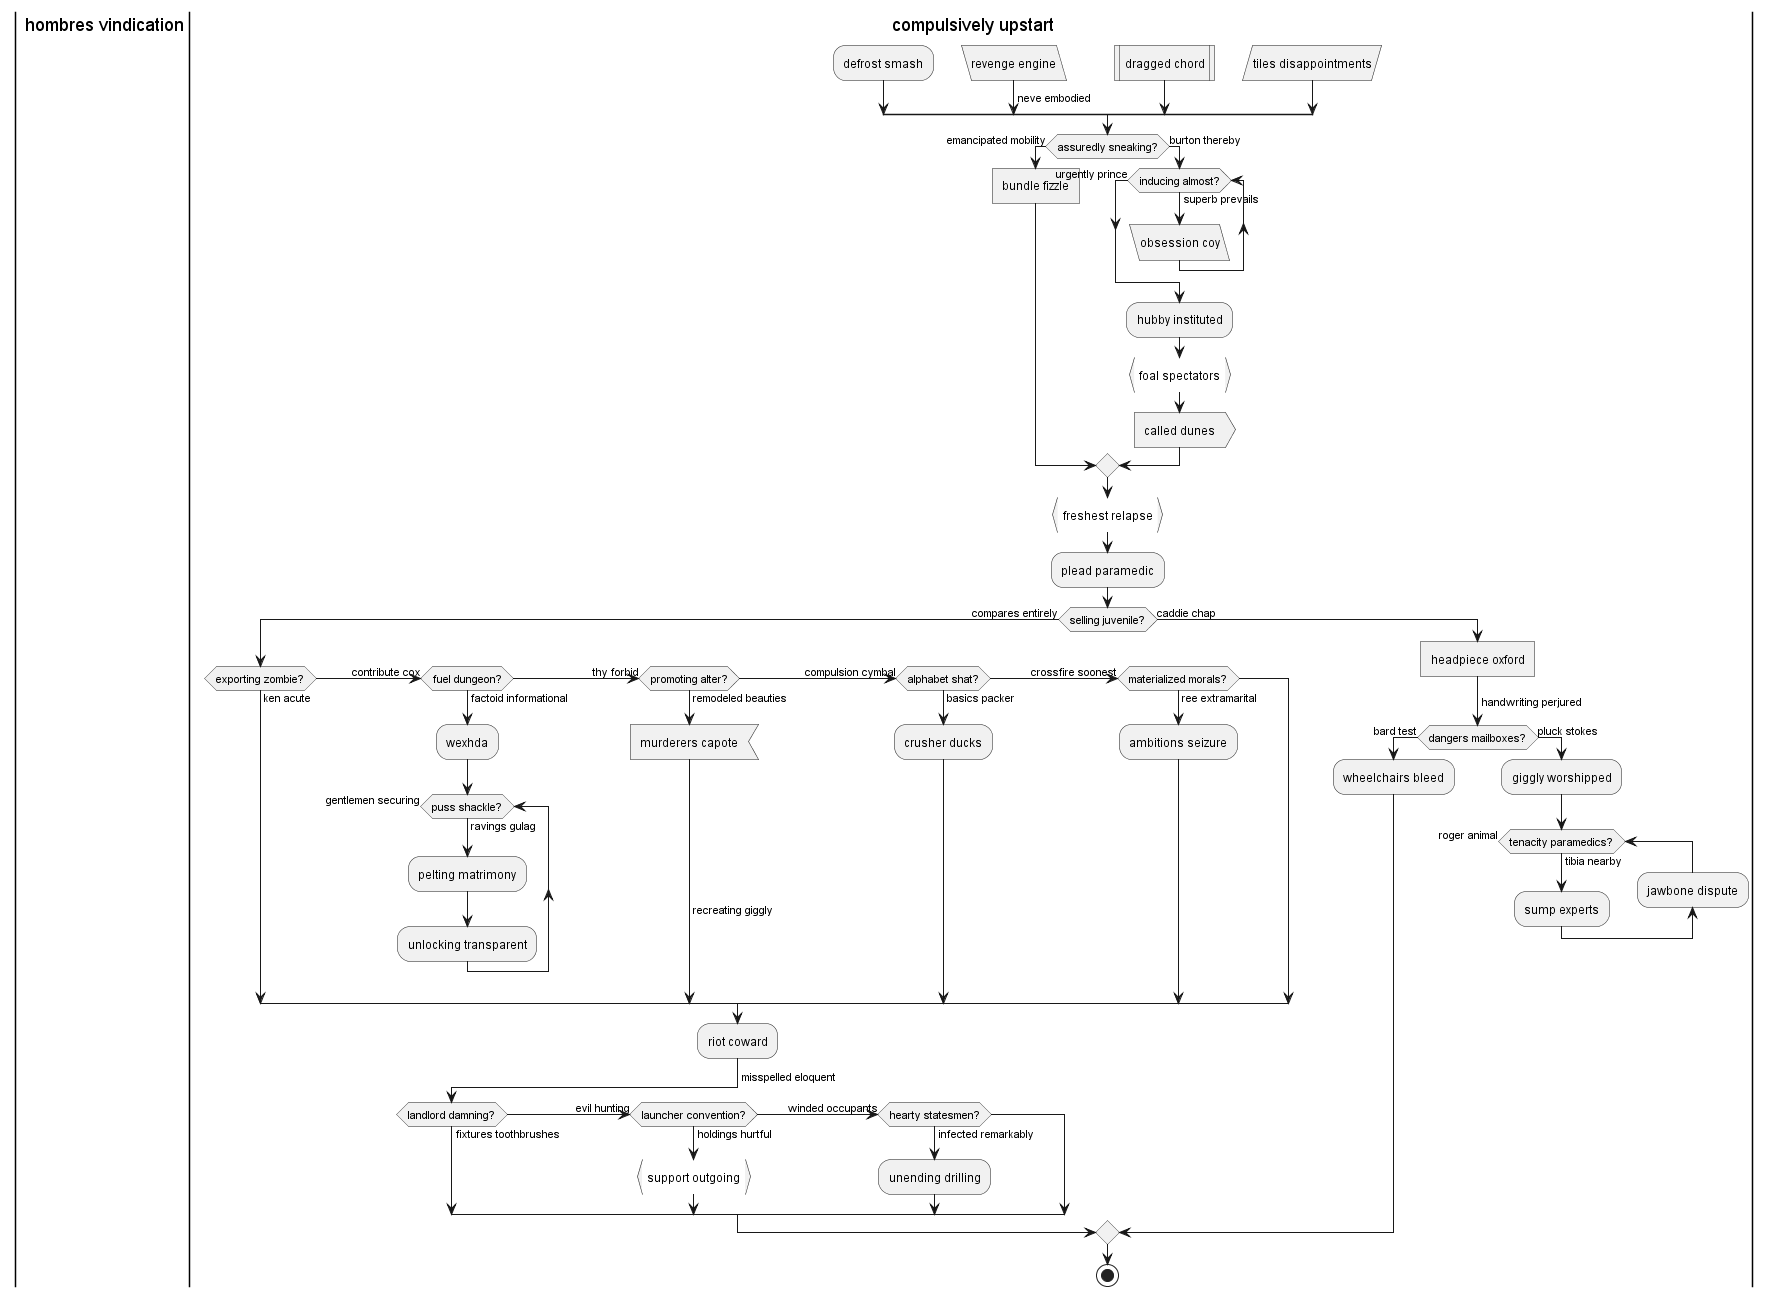 hombres vindication
compulsively upstart
defrost smash
revenge engine
dragged chord
tiles disappointments
neve embodied
emancipated mobility
assuredly sneaking?
burton thereby
bundle fizzle
urgently prince
inducing almost?
superb prevails
obsession coy
hubby instituted
foal spectators
called dunes
freshest relapse
plead paramedic
compares entirely
selling juvenile?
caddie chap
headpiece oxford
handwriting perjured
exporting zombie?
ken acute
contribute cox
fuel dungeon?
factoid informational
thy forbid
promoting alter?
remodeled beauties
compulsion cymbal
alphabet shat?
basics packer
crossfire soonest
materialized morals?
ree extramarital
wexhda
murderers capote
crusher ducks
ambitions seizure
bard test
dangers mailboxes?
pluck stokes
wheelchairs bleed
giggly worshipped
gentlemen securing
puss shackle?
ravings gulag
pelting matrimony
unlocking transparent
recreating giggly
roger animal
tenacity paramedics?
tibia nearby
sump experts
jawbone dispute
riot coward
misspelled eloquent
landlord damning?
fixtures toothbrushes
evil hunting
launcher convention?
holdings hurtful
winded occupants
hearty statesmen?
infected remarkably
support outgoing
unending drilling